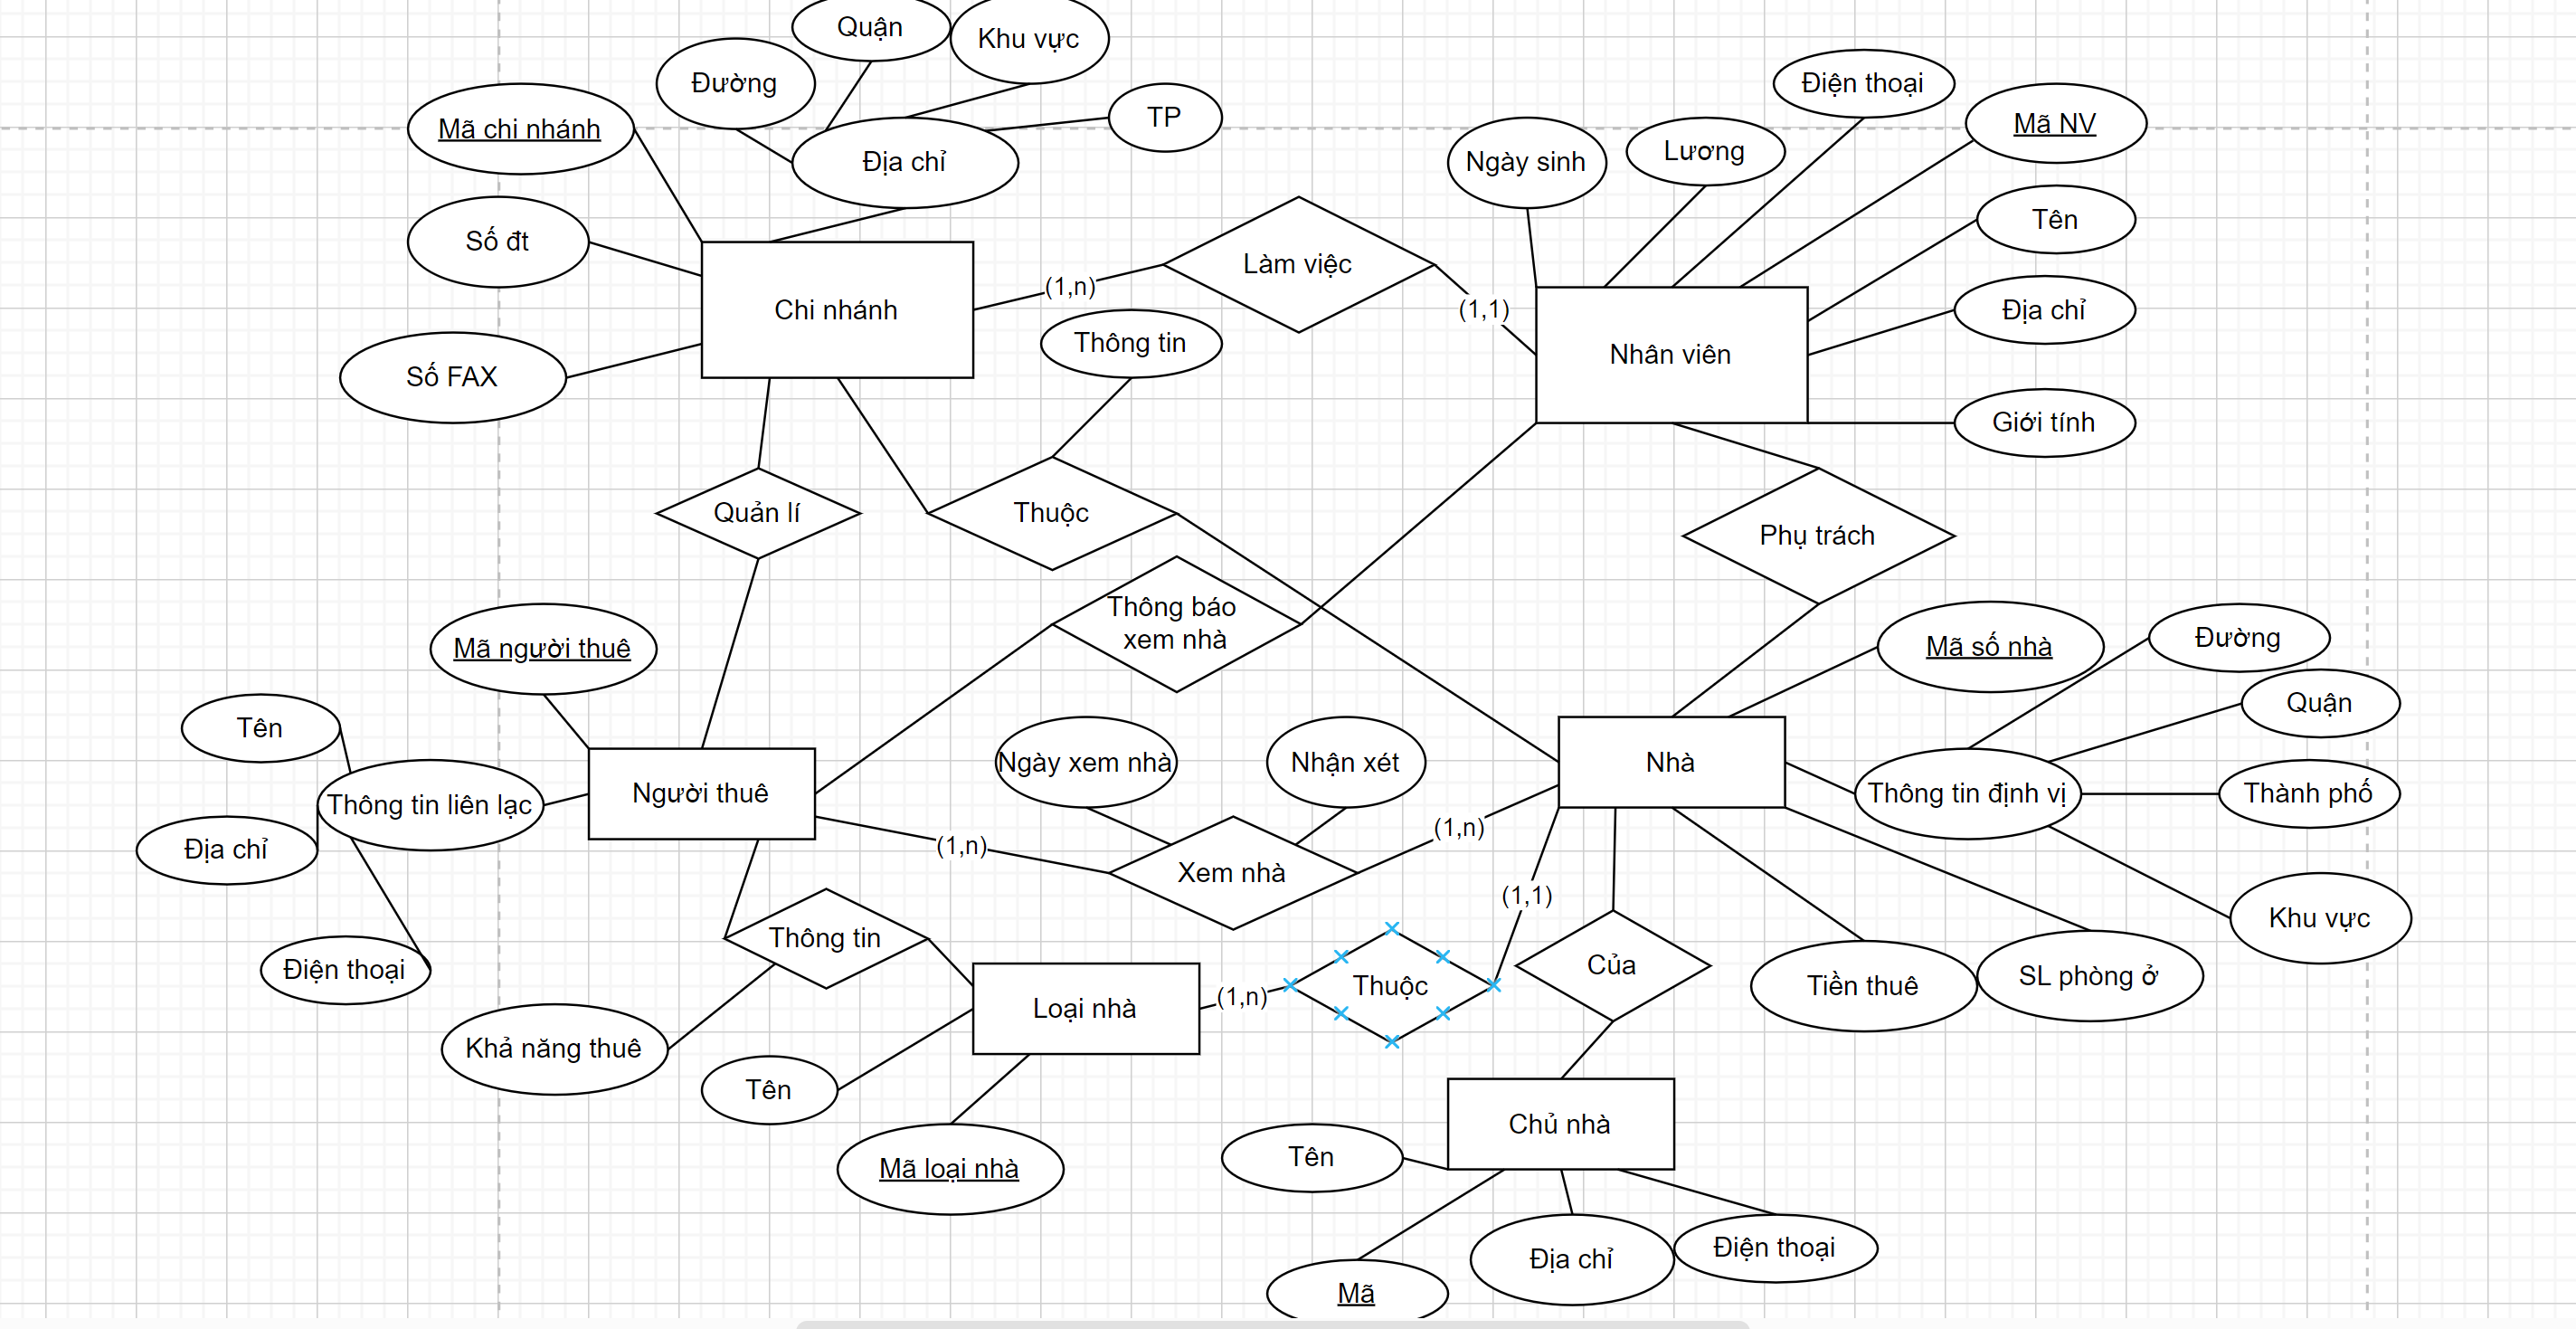 Quận
Khu vực
Đường
Điện thoại
TP
Mã chi nhánh
Mã NV
Lương
Địa chỉ
Ngày sinh
Tên
Số đt
Làm việc
(1,n)
Chi nhánh
(1,1)
Địa chỉ
Thông tin
Nhân viên
Số FAX
Giới tính
Quản lí
Thuộc
Phụ trách
Thông báo
xem nhà
Đường
Mã người thuê
Mã số nhà
Quận
Tên
Ngày xem nhà
Nhận xét
Nhà
Người thuê
Thông tin định vị
Thành phố
Thông tin liên lạc
(1,n)
Địa chỉ
(1,n)
Xem nhà
(1,1)
Khu vực
Thông tin
Của
Điện thoại
SL phòng ở
Thuộc
Tiền thuê
(1,n)
Loại nhà
Khả năng thuê
Tên
Chủ nhà
Tên
Mã loại nhà
Điện thoại
Địa chỉ
Mã